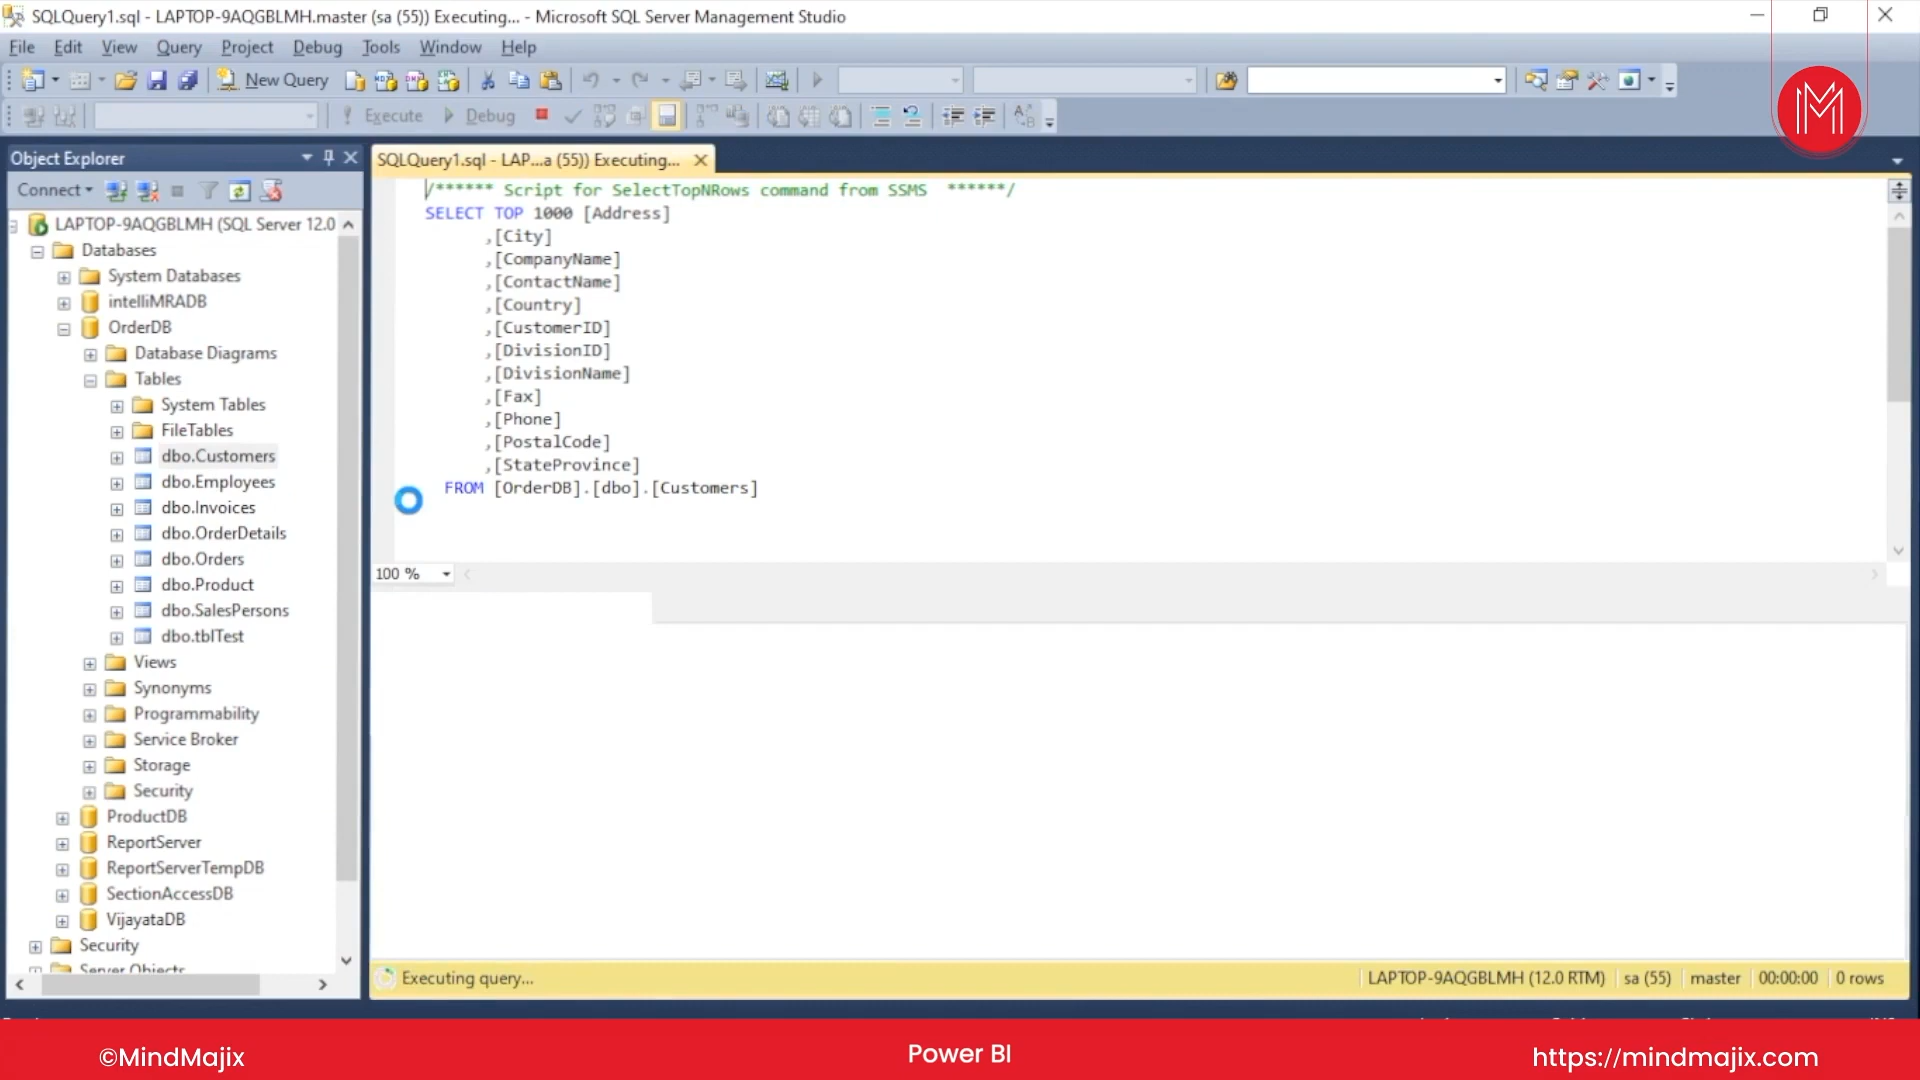 SQLQuery1.sql - LAPTOP-9AQGBLMH.master (sa (55)) Executing... - Microsoft SQL Server Management Studio
File Edit View Query Project Debug Tools Window Help
New Query
Execute Debug
Object Explorer
SQLQuery1.sql - LAP...a (55)) Executing...
Connect
LAPTOP-9AQGBLMH (SQL Server 12.0
Databases
System Databases
intelliMRADB
OrderDB
Database Diagrams
Tables
System Tables
FileTables
dbo.Customers
dbo.Employees
dbo.Invoices
dbo.OrderDetails
dbo.Orders
dbo.Product
dbo.SalesPersons
dbo.tblTest
Views
Synonyms
Programmability
Service Broker
Storage
Security
ProductDB
ReportServer
ReportServerTempDB
SectionAccessDB
VijayataDB
Security
Server Objects
/****** Script for SelectTopNRows command from SSMS ******/
SELECT TOP 1000 [Address]
,[City]
,[CompanyName]
,[ContactName]
,[Country]
,[CustomerID]
,[DivisionID]
,[DivisionName]
,[Fax]
,[Phone]
,[PostalCode]
,[StateProvince]
FROM [OrderDB].[dbo].[Customers]
100 %
Executing query...
LAPTOP-9AQGBLMH (12.0 RTM) sa (55) master 00:00:00 0 rows
©MindMajix
Power BI
https://mindmajix.com